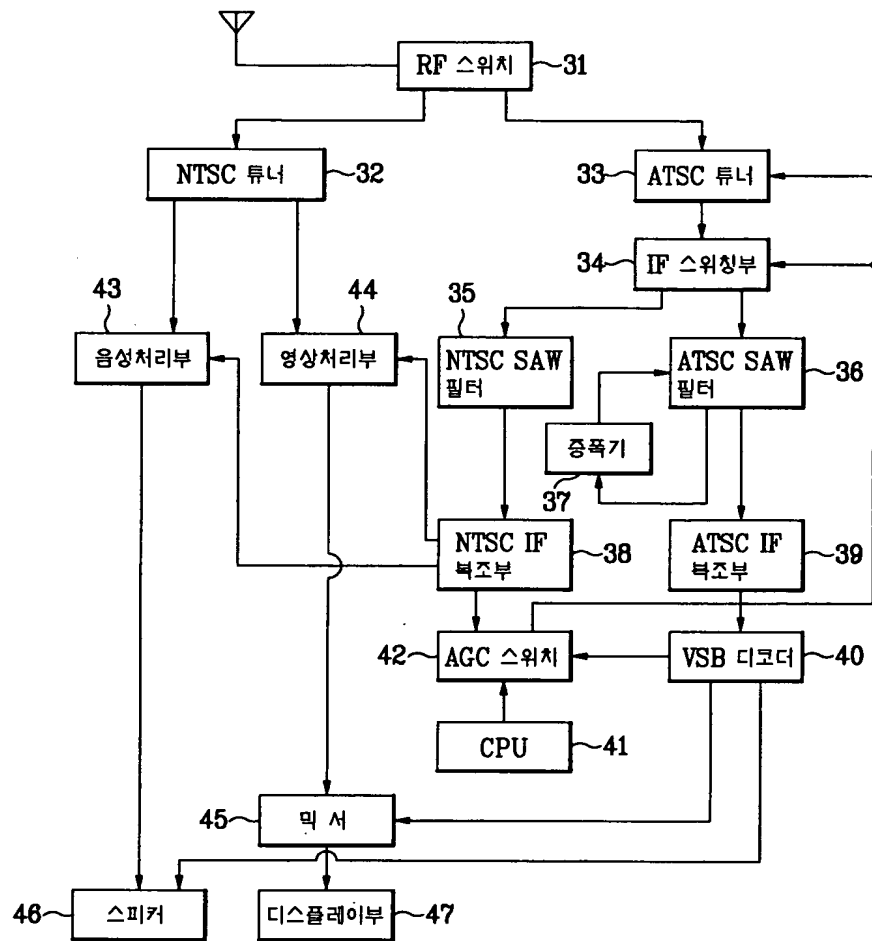 RF 스위치
31
NTSC 튜너
32
33
ATSC 튜너
34
IF 스위칭부
43
44
35
음성처리부
영상처리부
NTSC SAW
필터
ATSC SAW
필터
36
증폭기
37
NTSC IF
복조부
38
ATSC IF
복조부
39
42
AGC 스위치
VSB 디코더
40
CPU
41
45
믹 서
46
스피커
디스플레이부
47